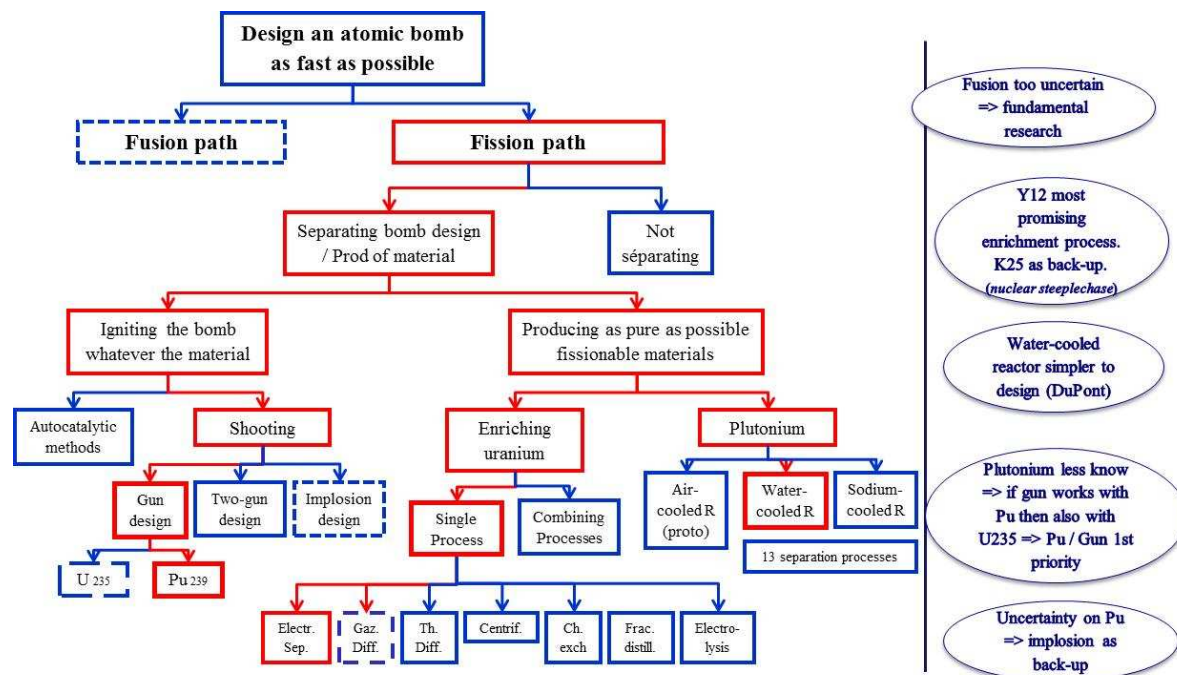 Design an atomic bomb
as fast as possible
Fusion path
Fission path
Separating bomb design
/ Prod of material
Not
séparating
Igniting the bomb
whatever the material
Producing as pure as possible
fissionable materials
Autocatalytic
methods
Shooting
Enriching
uranium
Plutonium
Gun
design
Two-gun
design
Implosion
design
Single
Process
Combining
Processes
Air-
cooled R
(proto)
Water-
cooled R
Sodium-
cooled R
13 separation processes
U 235
Pu 239
Electr.
Sep.
Gaz.
Diff.
Th.
Diff.
Centrif.
Ch.
exch
Frac.
distill.
Electro-
lysis
Fusion too uncertain
=> fundamental
research
Y12 most
promising
enrichment process.
K25 as back-up.
(nuclear steeplechase)
Water-cooled
reactor simpler to
design (DuPont)
Plutonium less know
=> if gun works with
Pu then also with
U235 => Pu / Gun 1st
priority
Uncertainty on Pu
=> implosion as
back-up